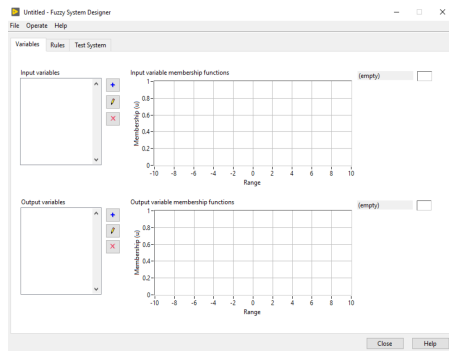 Untitled - Fuzzy System Designer
File Operate Help
Variables Rules Test System
Input variables
Input variable membership functions
(empty)
Membership (u)
1
0.8
0.6
0.4
0.2
0
-10 -8 -6 -4 -2 0 2 4 6 8 10
Range
Output variables
Output variable membership functions
(empty)
Membership (u)
1
0.8
0.6
0.4
0.2
0
-10 -8 -6 -4 -2 0 2 4 6 8 10
Range
Close Help